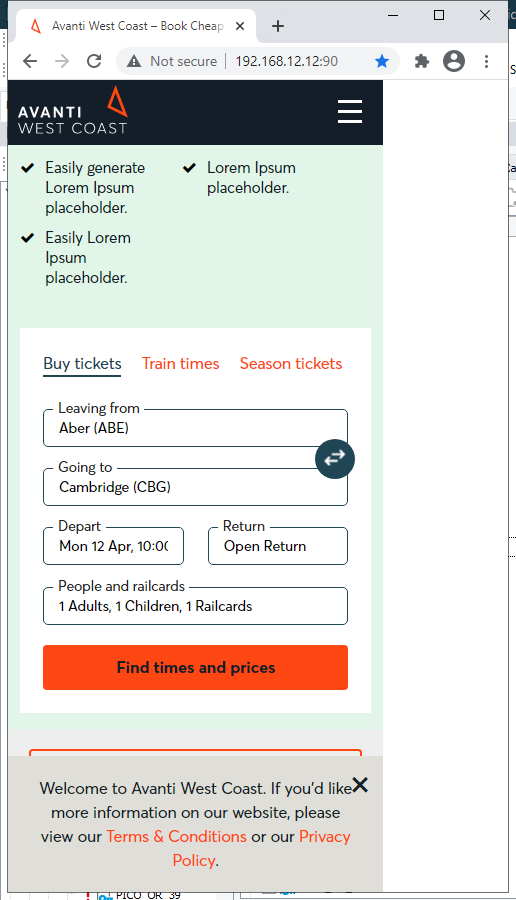 Avanti West Coast – Book Cheap
Not secure | 192.168.12.12:90
AVANTI
WEST COAST
Easily generate Lorem Ipsum placeholder.
Lorem Ipsum placeholder.
Easily Lorem Ipsum placeholder.
Buy tickets Train times Season tickets
Leaving from
Aber (ABE)
Going to
Cambridge (CBG)
Depart Return
Mon 12 Apr, 10:00 Open Return
People and railcards
1 Adults, 1 Children, 1 Railcards
Find times and prices
Welcome to Avanti West Coast. If you'd like
more information on our website, please
view our Terms & Conditions or our Privacy
Policy.
PICO OR 39